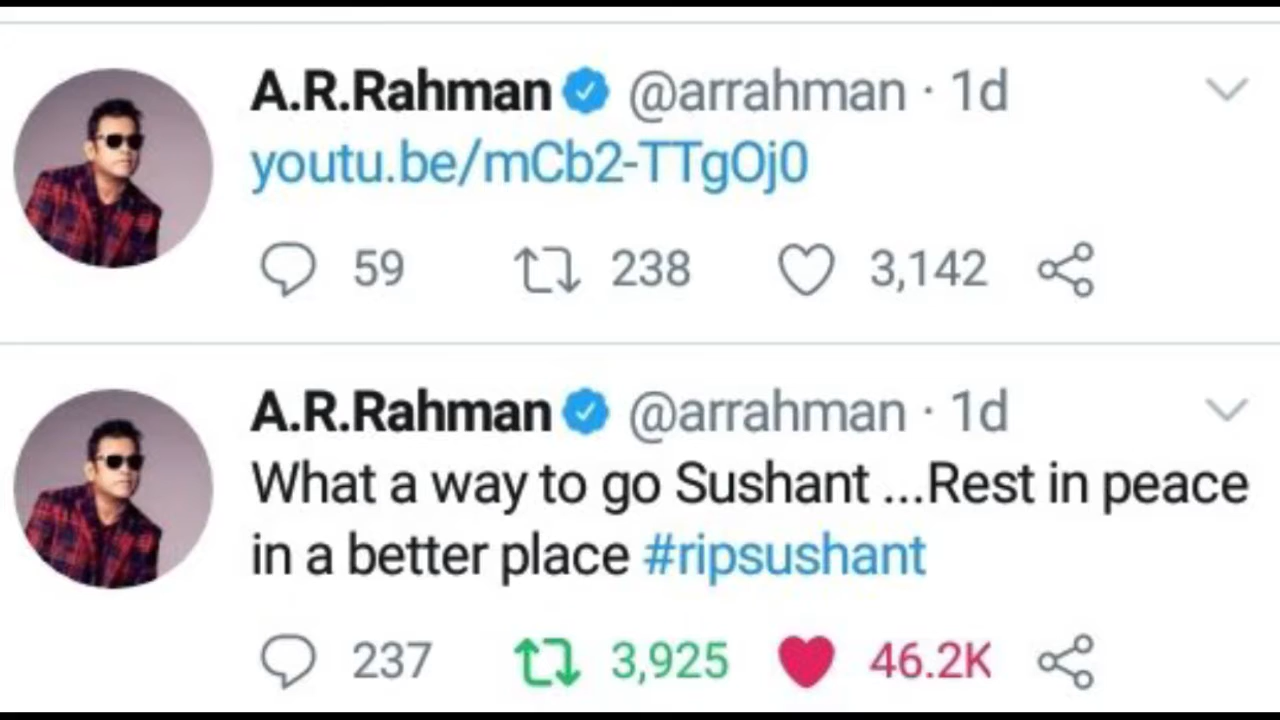 A.R.Rahman @arrahman · 1d
youtu.be/mCb2-TTgOj0
59 238 3,142
A.R.Rahman @arrahman · 1d
What a way to go Sushant ...Rest in peace
in a better place #ripsushant
237 3,925 46.2K